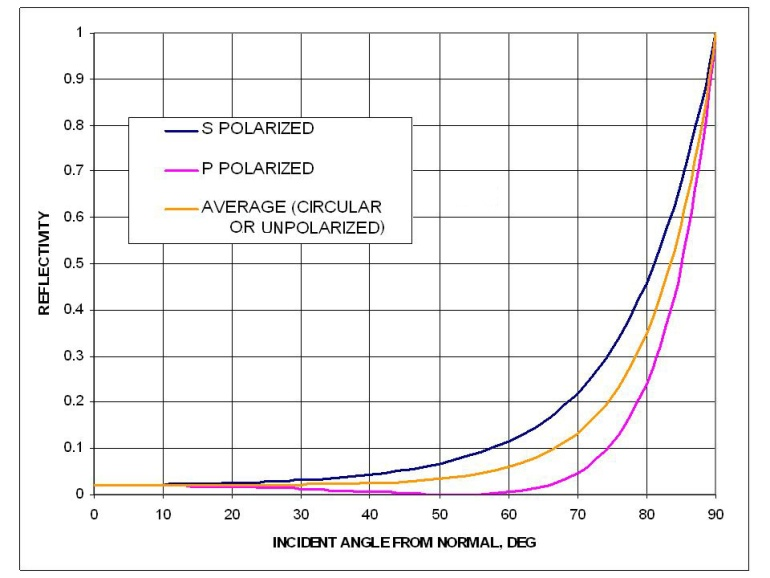 1
0.9
0.8
0.7
0.6
0.5
0.4
0.3
0.2
0.1
0
REFLECTIVITY
S POLARIZED
P POLARIZED
AVERAGE (CIRCULAR
OR UNPOLARIZED)
0 10 20 30 40 50 60 70 80 90
INCIDENT ANGLE FROM NORMAL, DEG